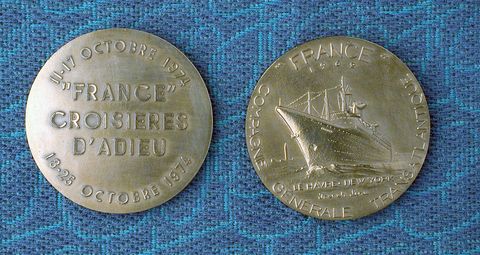 11-17 OCTOBRE 1974
"FRANCE"
CROISIERES
D'ADIEU
18-25 OCTOBRE 1974
FRANCE
COMPAGNIE GENERALE TRANSATLANTIQUE
LE HAVRE-NEW YORK